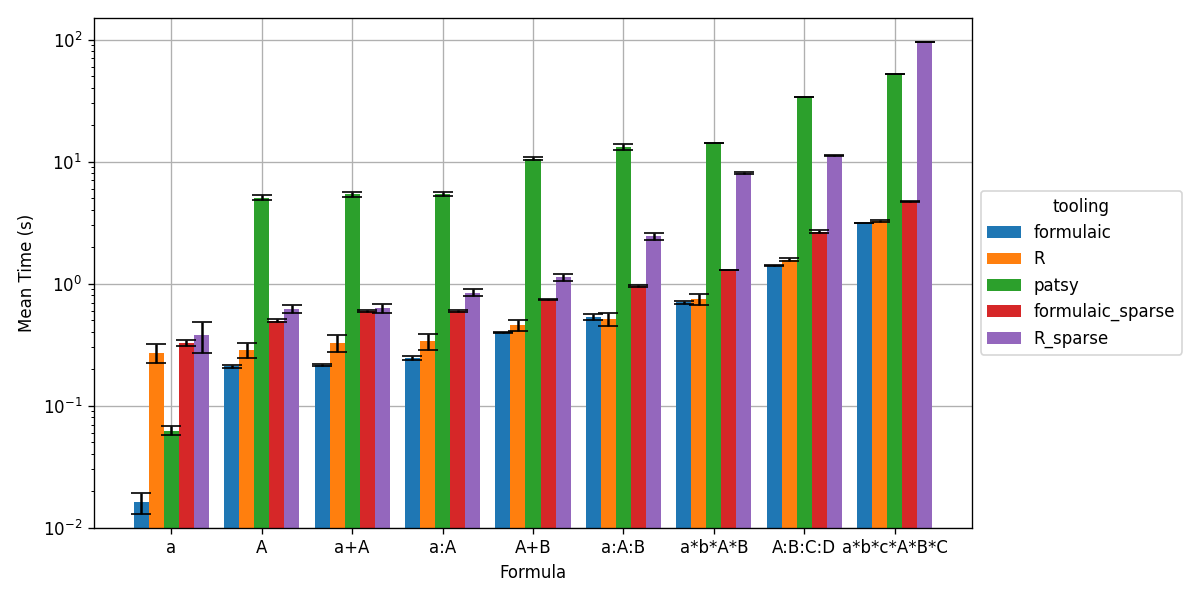 10²
10¹
10⁰
10⁻¹
10⁻²
Mean Time (s)
a
A
a+A
a:A
A+B
a:A:B
a*b*A*B
A:B:C:D
a*b*c*A*B*C
Formula
tooling
formulaic
R
patsy
formulaic_sparse
R_sparse